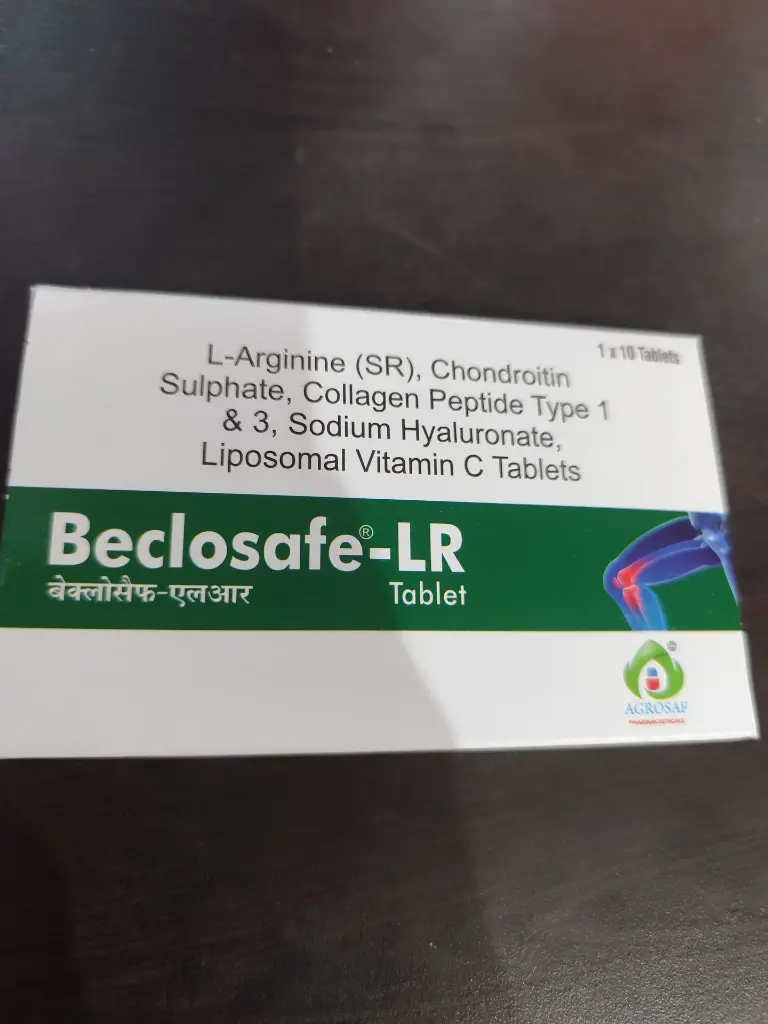 1 x 10 Tablets
L-Arginine (SR), Chondroitin
Sulphate, Collagen Peptide Type 1
& 3, Sodium Hyaluronate,
Liposomal Vitamin C Tablets
Beclosafe®-LR
बेक्लोसैफ-एलआर
Tablet
©
AGROSAF
PHARMACEUTICALS